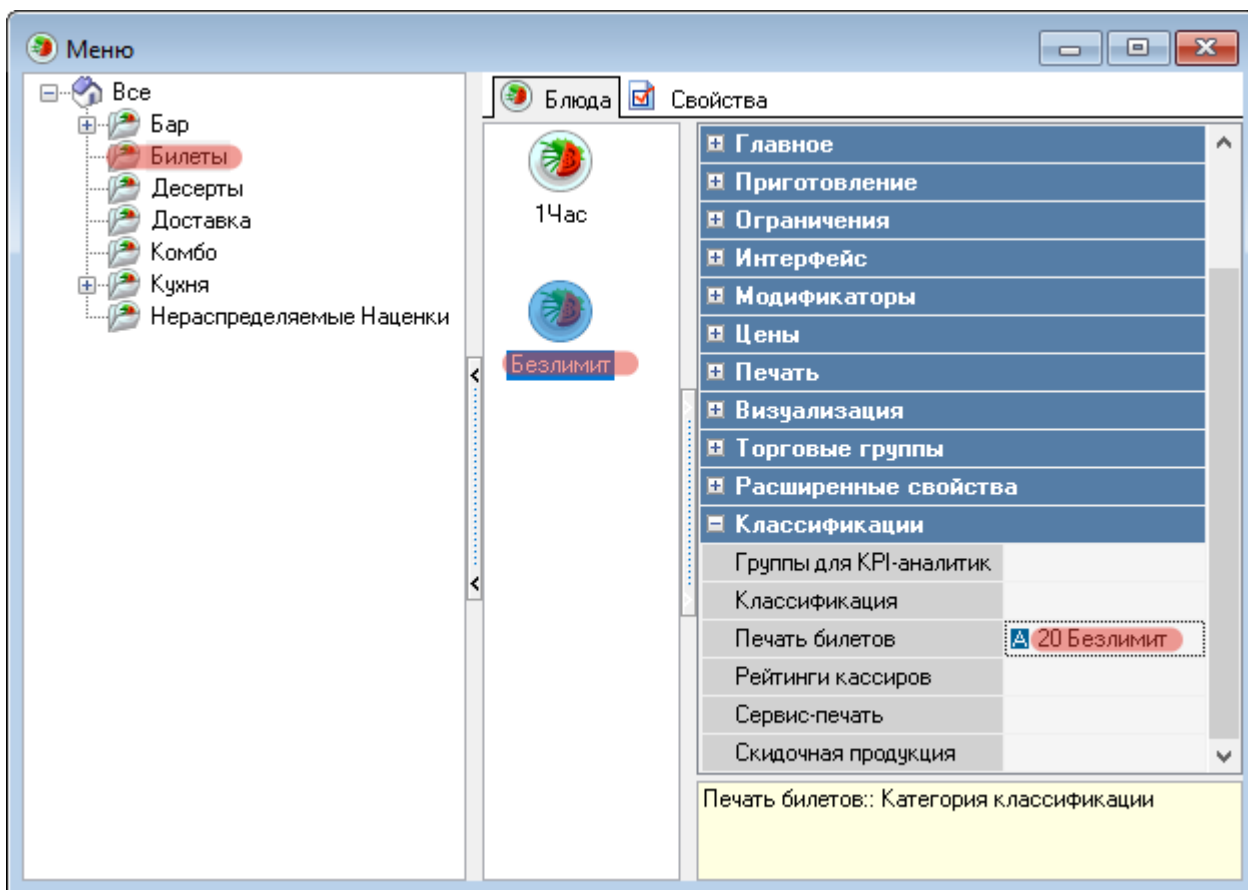 Меню
Все
Бар
Билеты
Десерты
Доставка
Комбо
Кухня
Нераспределяемые Наценки
Блюда
Свойства
1Час
Безлимит
Главное
Приготовление
Ограничения
Интерфейс
Модификаторы
Цены
Печать
Визуализация
Торговые группы
Расширенные свойства
Классификации
Группы для KPI-аналитик
Классификация
Печать билетов A 20 Безлимит
Рейтинги кассиров
Сервис-печать
Скидочная продукция
Печать билетов:: Категория классификации